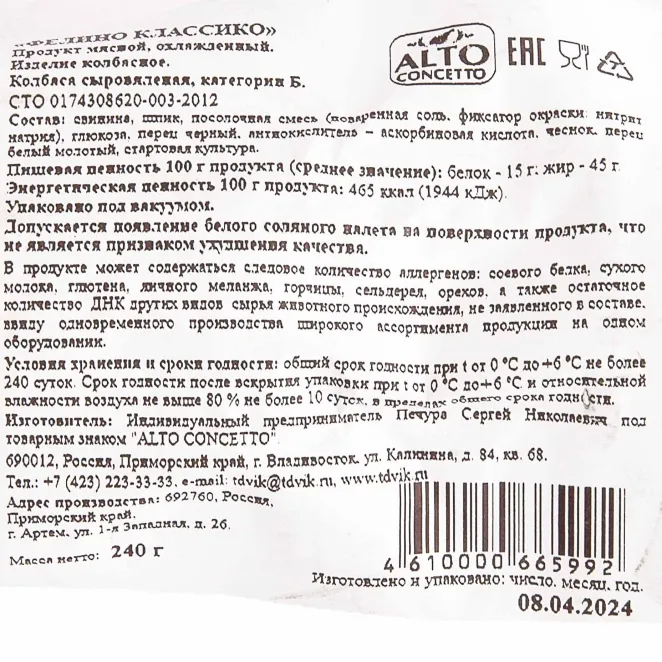 «ФЕЛИНО КЛАССИКО»
Продукт мясной, охлажденный.
Изделие колбасное.
Колбаса сыровяленая, категории Б.
СТО 0174308620-003-2012
ALTO
CONCETTO
EAC
Состав: свинина, шпик, посолочная смесь (поваренная соль, фиксатор окраски: нитрит
натрия), глюкоза, перец черный, антиокислитель – аскорбиновая кислота, чеснок, перец
белый молотый, стартовая культура.
Пищевая ценность 100 г продукта (среднее значение): белок - 15 г; жир - 45 г.
Энергетическая ценность 100 г продукта: 465 ккал (1944 кДж).
Упаковано под вакуумом.
Допускается появление белого соляного налета на поверхности продукта, что
не является признаком ухудшения качества.
В продукте может содержаться следовое количество аллергенов: соевого белка, сухого
молока, глютена, яичного меланжа, горчицы, сельдерея, орехов, а также остаточное
количество ДНК других видов сырья животного происхождения, не заявленного в составе,
ввиду одновременного производства широкого ассортимента продукции на одном
оборудовании.
Условия хранения и сроки годности: общий срок годности при t от 0 °С до +6 °С не более
240 суток. Срок годности после вскрытия упаковки при t от 0 °С до+6 °С и относительной
влажности воздуха не выше 80 % не более 10 суток, в пределах общего срока годности.
Изготовитель: Индивидуальный предприниматель Печура Сергей Николаевич под
товарным знаком "ALTO CONCETTO"
690012, Россия, Приморский край, г. Владивосток, ул. Калинина, д. 84, кв. 68.
Тел.: +7 (423) 223-33-33, e-mail: tdvik@tdvik.ru, www.tdvik.ru
Адрес производства: 692760, Россия,
Приморский край,
г. Артем, ул. 1-я Западная, д. 26.
Масса нетто: 240 г
4 610000 665992
Изготовлено и упаковано: число, месяц, год.
08.04.2024